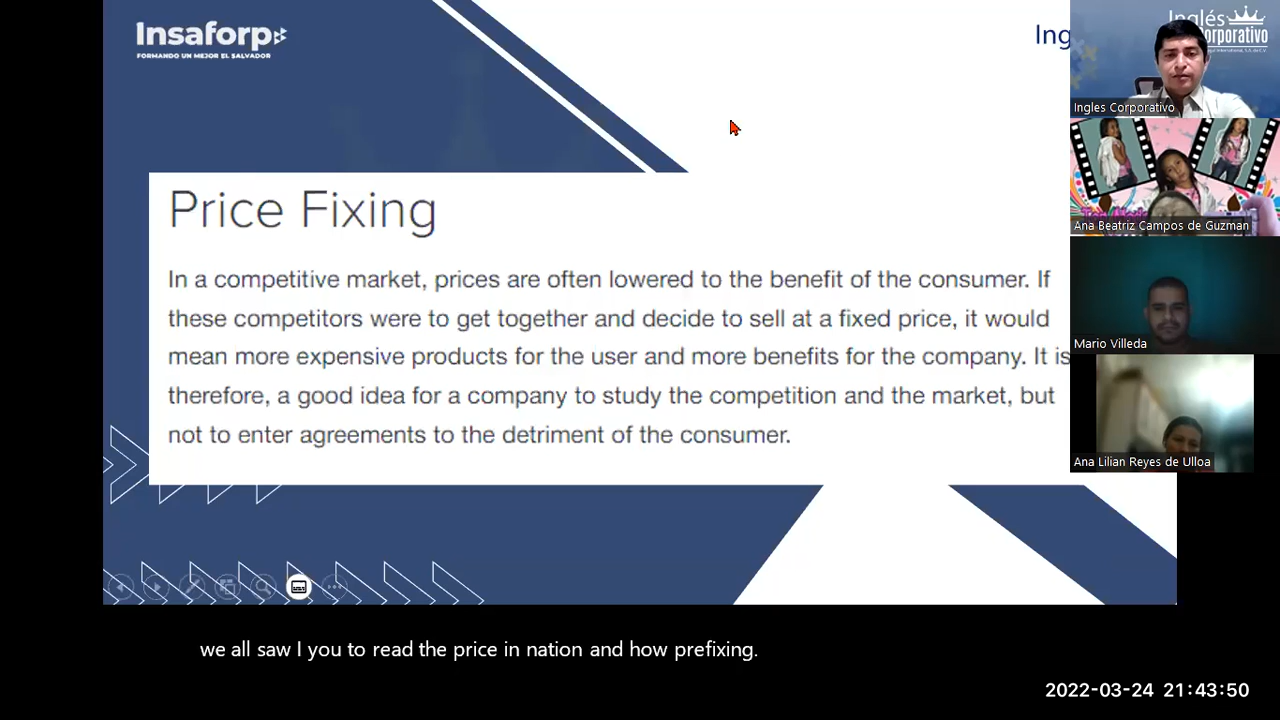 Insaforp
FORMANDO UN MEJOR EL SALVADOR
Ing
Inglés
Corporativo
Ingles Corporativo
Ana Beatriz Campos de Guzman
Mario Villeda
Ana Lilian Reyes de Ulloa
Price Fixing
In a competitive market, prices are often lowered to the benefit of the consumer. If
these competitors were to get together and decide to sell at a fixed price, it would
mean more expensive products for the user and more benefits for the company. It is
therefore, a good idea for a company to study the competition and the market, but
not to enter agreements to the detriment of the consumer.
we all saw I you to read the price in nation and how prefixing.
2022-03-24 21:43:50